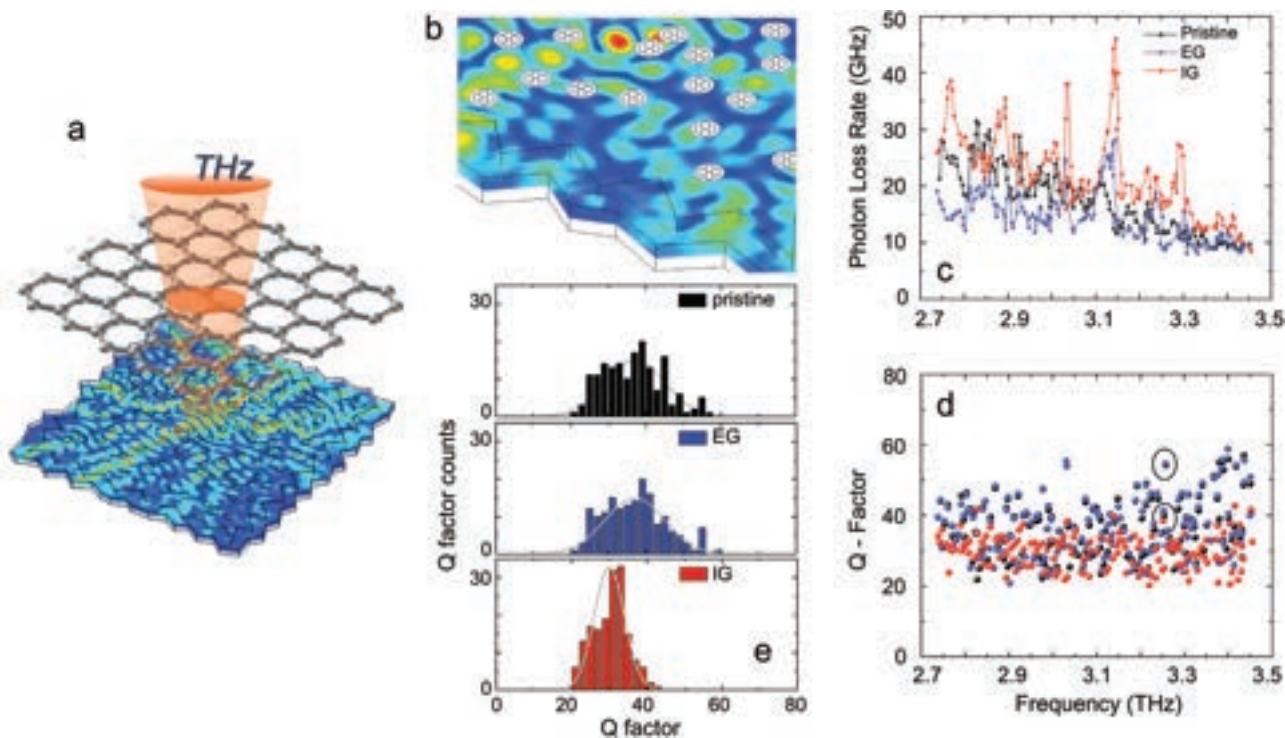 a
THz
b
30
0
pristine
30
0
EG
30
0
IG
e
0
20
40
60
80
Q factor
Q factor counts
50
40
30
20
10
0
Photon Loss Rate (GHz)
Pristine
EG
IG
c
2.7
2.9
3.1
3.3
3.5
80
60
40
20
0
Q - Factor
d
2.7
2.9
3.1
3.3
3.5
Frequency (THz)